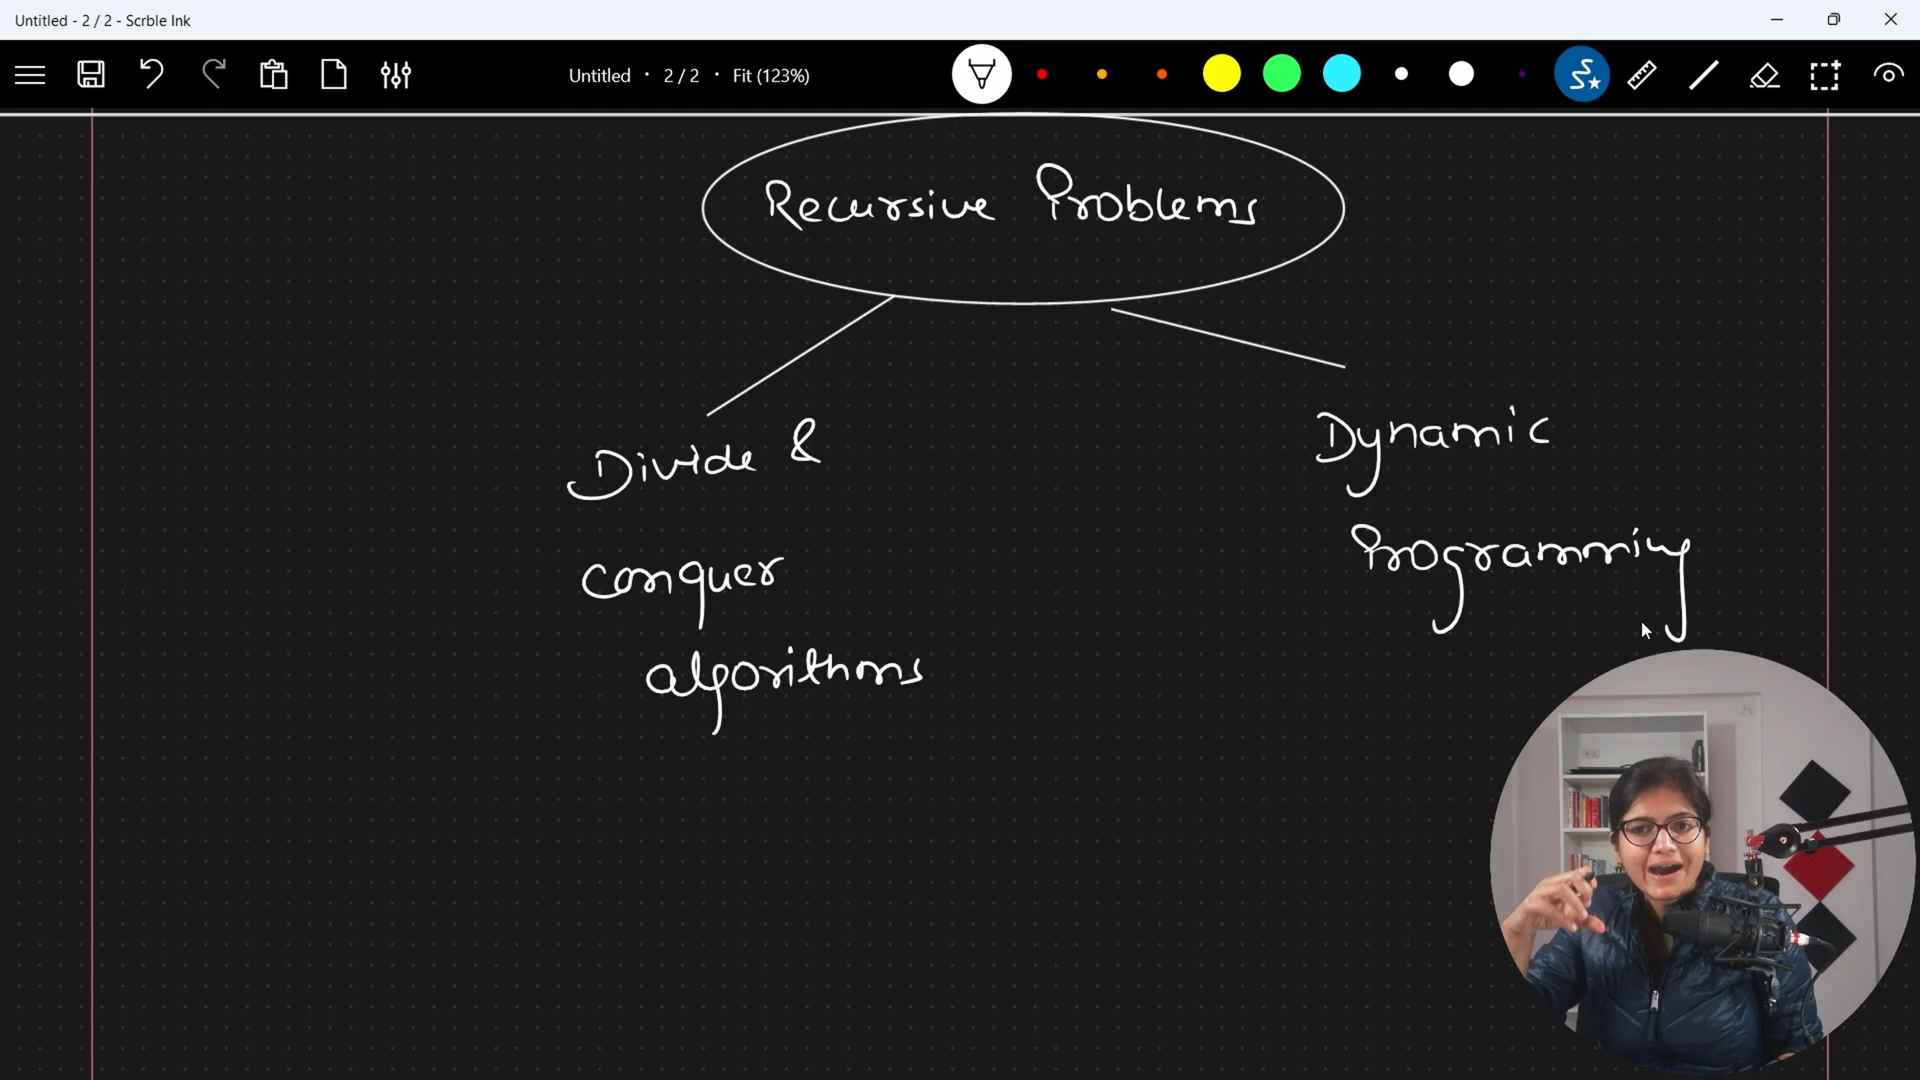 Untitled - 2 / 2 - Scrble Ink
Untitled • 2 / 2 • Fit (123%)
Recursive Problems
Divide &
conquer
algorithms
Dynamic
Programming